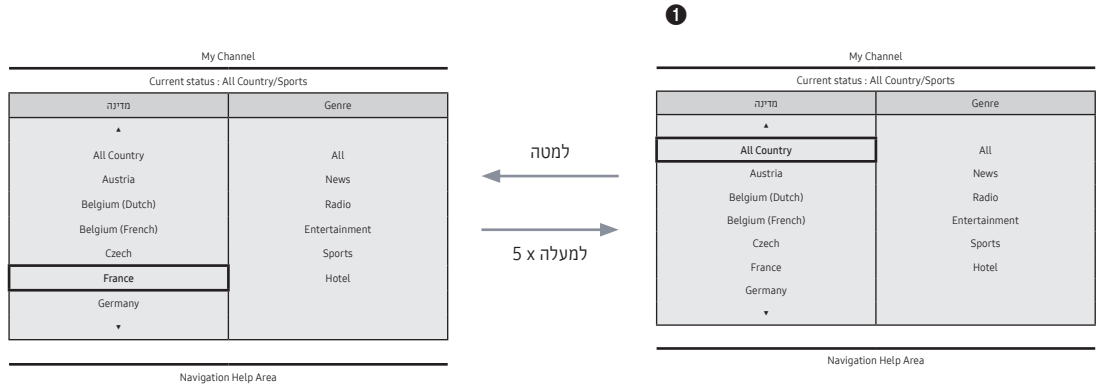 ❶
My Channel
Current status : All Country/Sports
מדינה Genre
▲
All Country All
Austria News
Belgium (Dutch) Radio
Belgium (French) Entertainment
Czech Sports
France Hotel
Germany
▼
Navigation Help Area
למטה
למעלה x 5
My Channel
Current status : All Country/Sports
מדינה Genre
▲
All Country All
Austria News
Belgium (Dutch) Radio
Belgium (French) Entertainment
Czech Sports
France Hotel
Germany
▼
Navigation Help Area